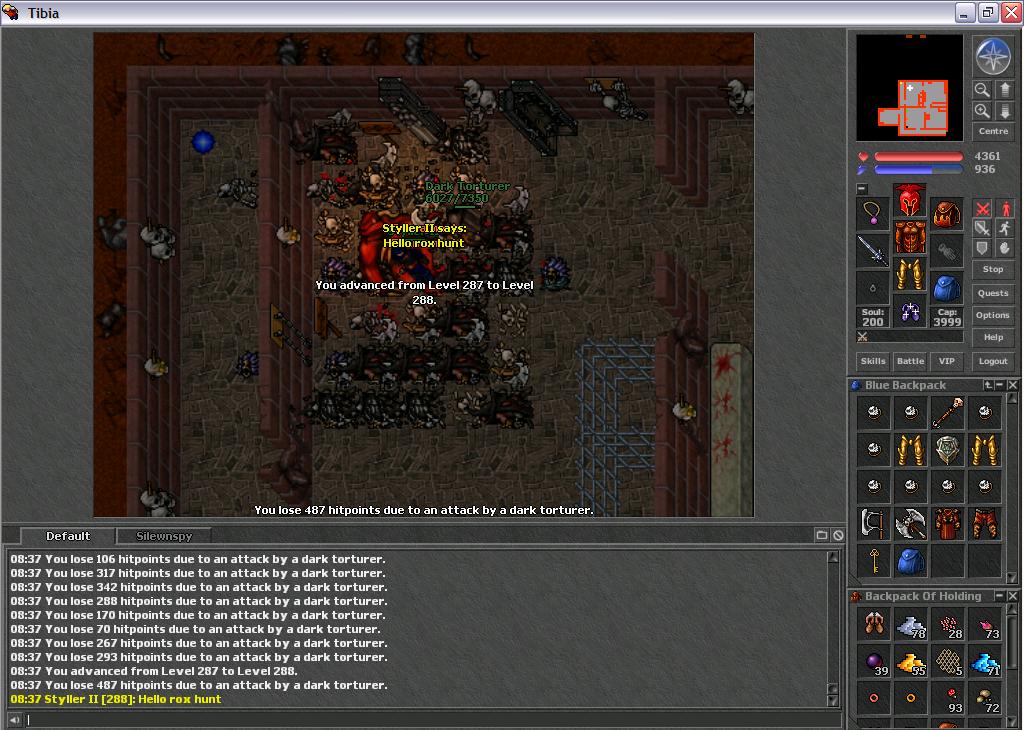 Tibia
Dark Torturer
6027/7350
Styller II says:
Hello rox hunt
You advanced from Level 287 to Level
288.
You lose 487 hitpoints due to an attack by a dark torturer.
Centre
4361
936
Soul:
200
Cap:
3999
Stop
Quests
Options
Help
Skills
Battle
VIP
Logout
Blue Backpack
Backpack Of Holding
78
28
73
39
55
5
71
93
72
Default
Silewnspy
08:37 You lose 106 hitpoints due to an attack by a dark torturer.
08:37 You lose 317 hitpoints due to an attack by a dark torturer.
08:37 You lose 342 hitpoints due to an attack by a dark torturer.
08:37 You lose 288 hitpoints due to an attack by a dark torturer.
08:37 You lose 170 hitpoints due to an attack by a dark torturer.
08:37 You lose 70 hitpoints due to an attack by a dark torturer.
08:37 You lose 267 hitpoints due to an attack by a dark torturer.
08:37 You lose 293 hitpoints due to an attack by a dark torturer.
08:37 You advanced from Level 287 to Level 288.
08:37 You lose 487 hitpoints due to an attack by a dark torturer.
08:37 Styller II [288]: Hello rox hunt